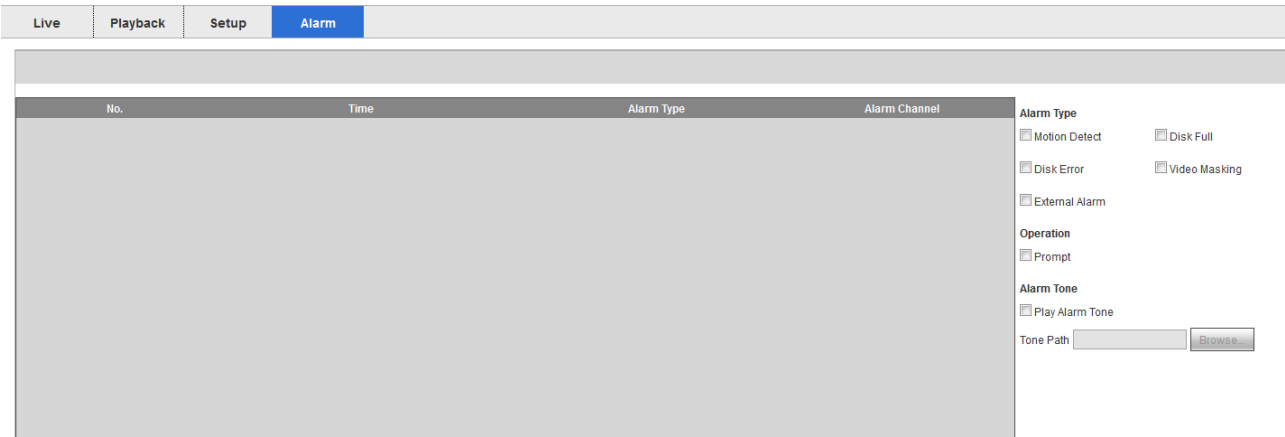 Live Playback Setup Alarm
No. Time Alarm Type Alarm Channel
Alarm Type
Motion Detect Disk Full
Disk Error Video Masking
External Alarm
Operation
Prompt
Alarm Tone
Play Alarm Tone
Tone Path Browse...